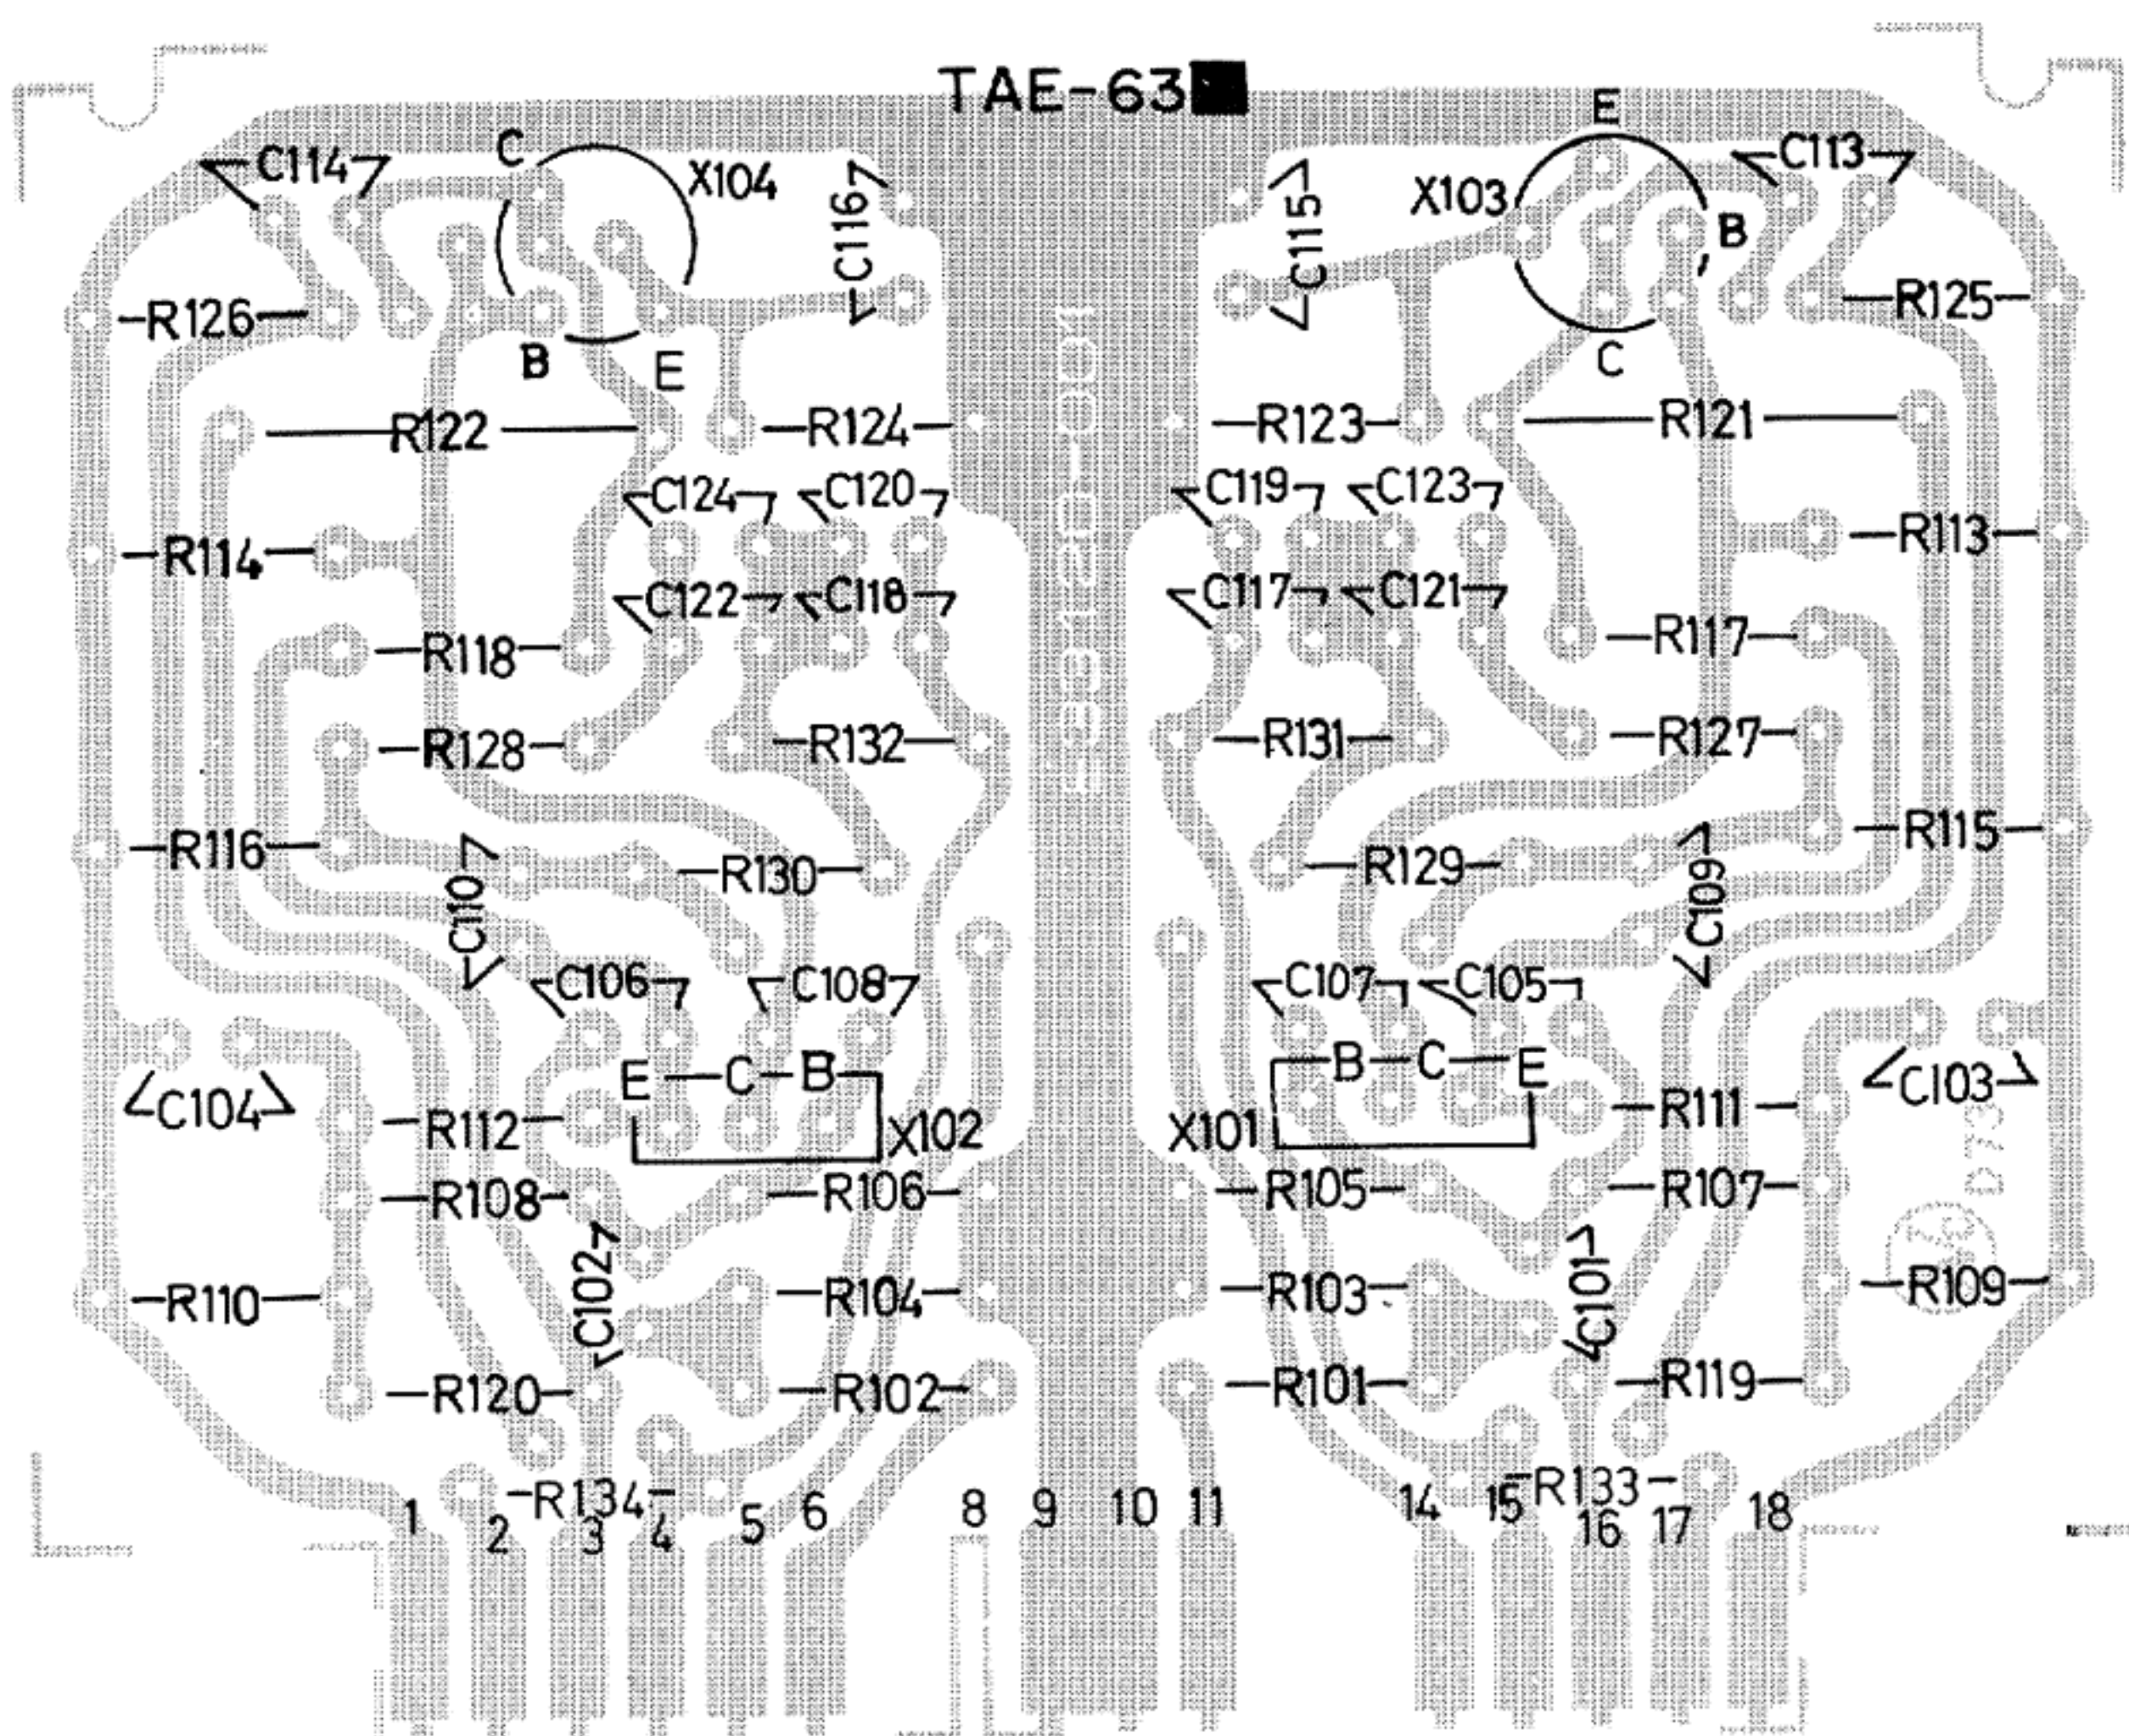 TAE-63
E
C114 C X104 C116 C115 X103 C113
B
R126 R125
B E C
R122 R124 R123 R121
C124 C120 C119 C123
R114 R113
C122 C118 C117 C121
R118 R117
R128 R132 R131 R127
R116 R115
C110 R130 R129 C109
C106 C108 C107 C105
E C B B C E
C104 C103
R112 X102 X101 R111
R108 R106 R105 R107
C102 C101
R110 R104 R103 R109
R120 R102 R101 R119
R134 R133
1 2 3 4 5 6 8 9 10 11 14 15 16 17 18